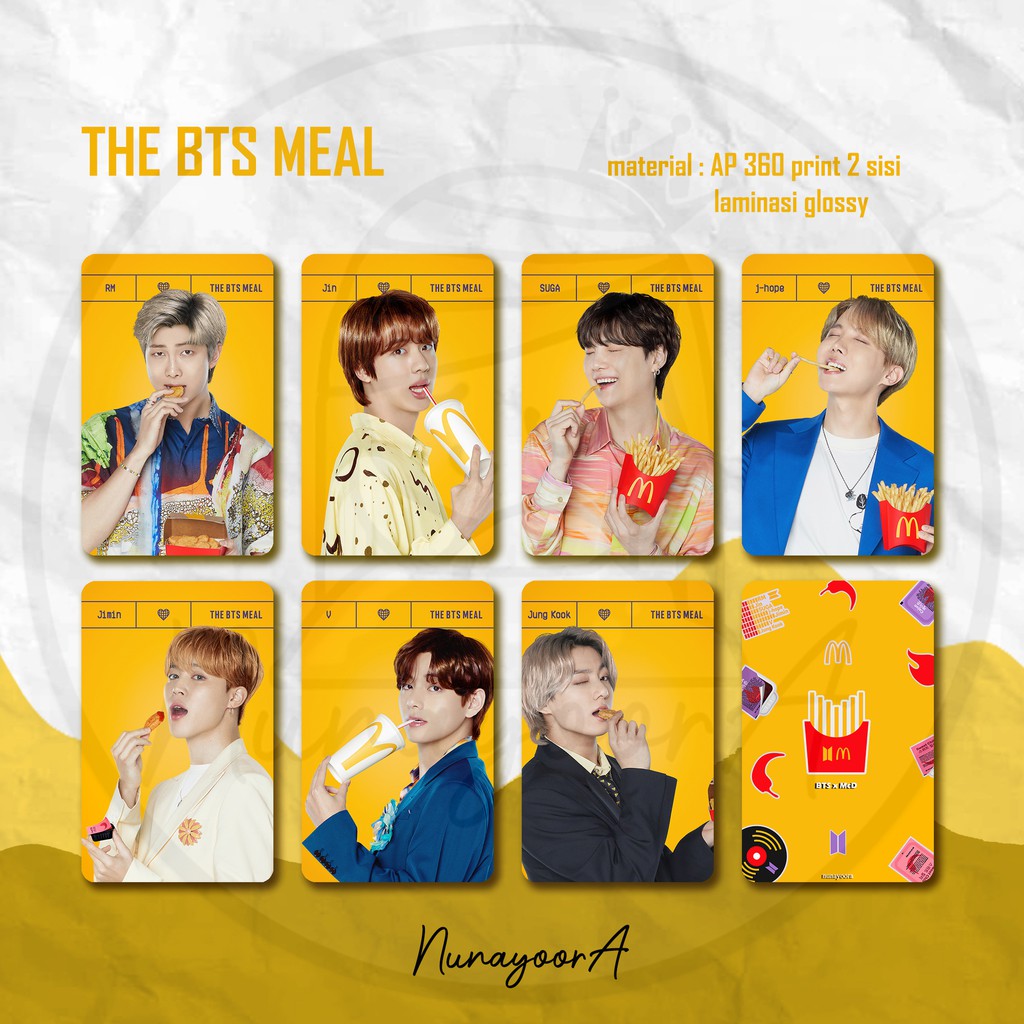 THE BTS MEAL
material : AP 360 print 2 sisi
laminasi glossy
RM THE BTS MEAL
Jin THE BTS MEAL
SUGA THE BTS MEAL
j-hope THE BTS MEAL
Jimin THE BTS MEAL
V THE BTS MEAL
Jung Kook THE BTS MEAL
BTS x McD
nunayoora
NunayoorA
NunayoorA